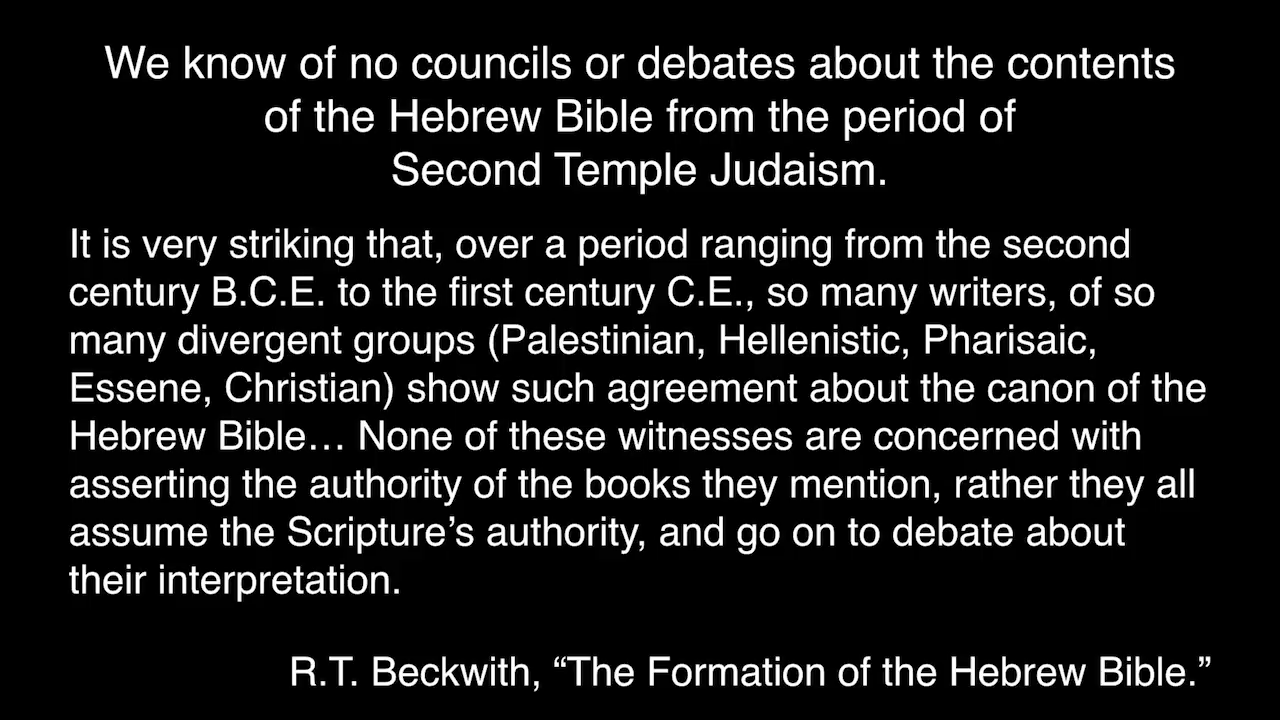 We know of no councils or debates about the contents
of the Hebrew Bible from the period of
Second Temple Judaism.
It is very striking that, over a period ranging from the second
century B.C.E. to the first century C.E., so many writers, of so
many divergent groups (Palestinian, Hellenistic, Pharisaic,
Essene, Christian) show such agreement about the canon of the
Hebrew Bible… None of these witnesses are concerned with
asserting the authority of the books they mention, rather they all
assume the Scripture’s authority, and go on to debate about
their interpretation.
R.T. Beckwith, “The Formation of the Hebrew Bible.”